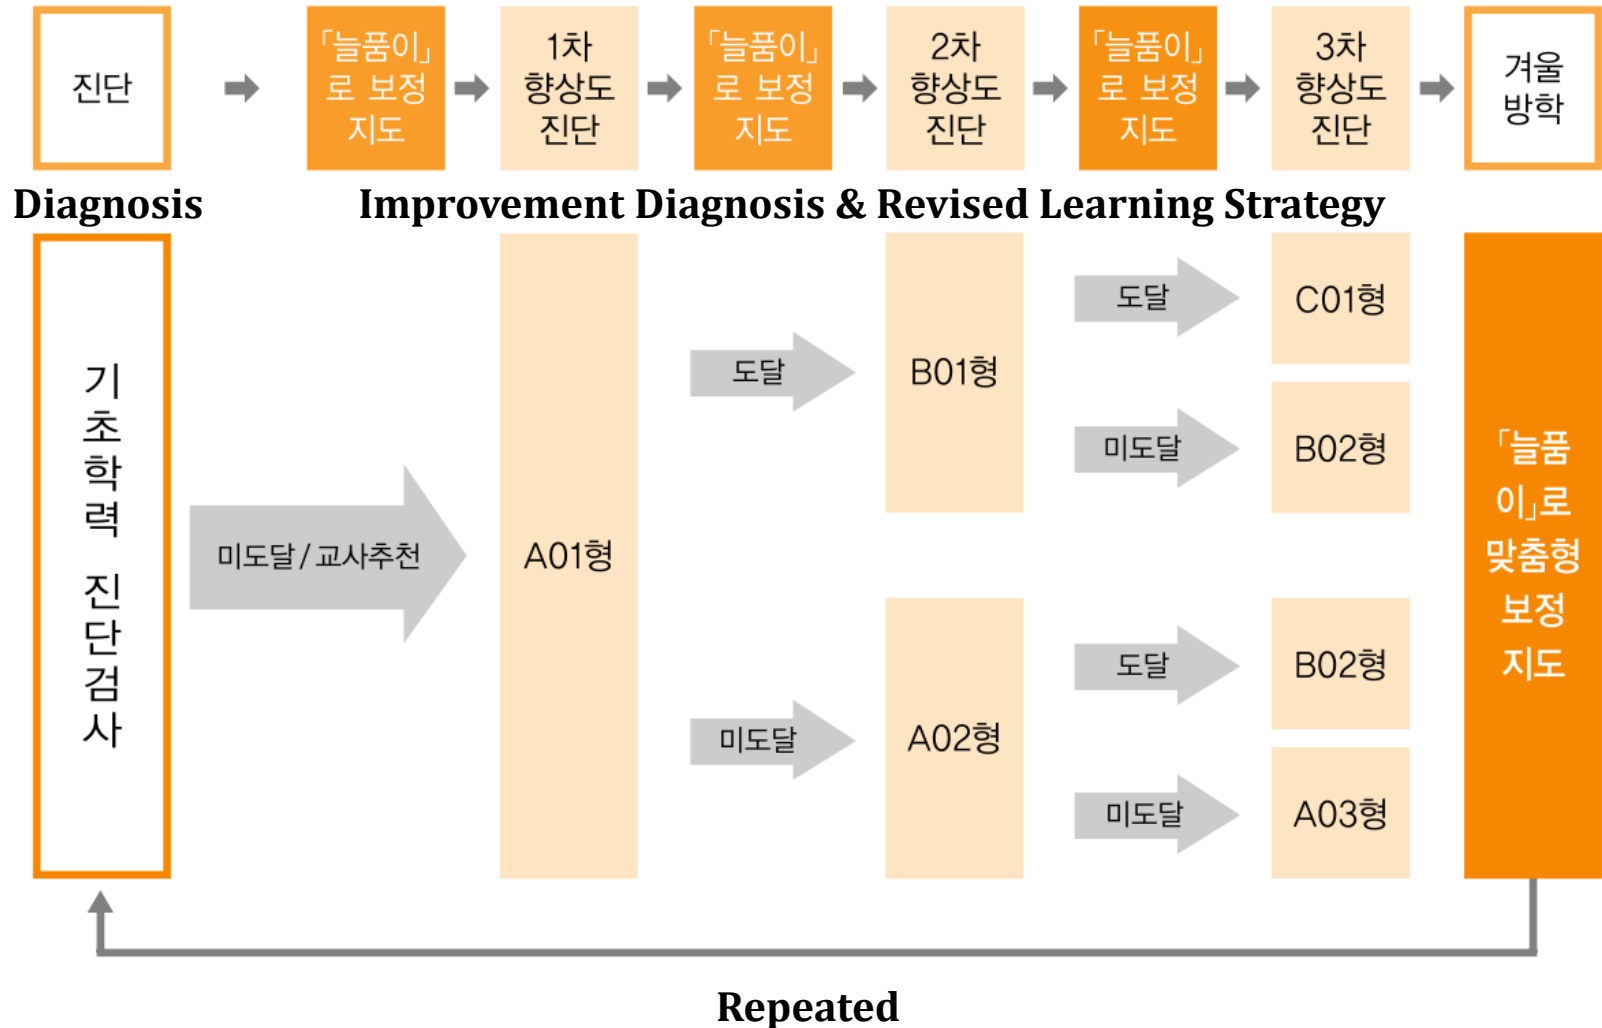 진단
「늘품이」
로 보정
지도
1차
향상도
진단
「늘품이」
로 보정
지도
2차
향상도
진단
「늘품이」
로 보정
지도
3차
향상도
진단
겨울
방학
Diagnosis
Improvement Diagnosis & Revised Learning Strategy
기
초
학
력
진
단
검
사
미도달/교사추천
A01형
도달
미도달
B01형
A02형
도달
미도달
도달
미도달
C01형
B02형
B02형
A03형
「늘품
이」로
맞춤형
보정
지도
Repeated